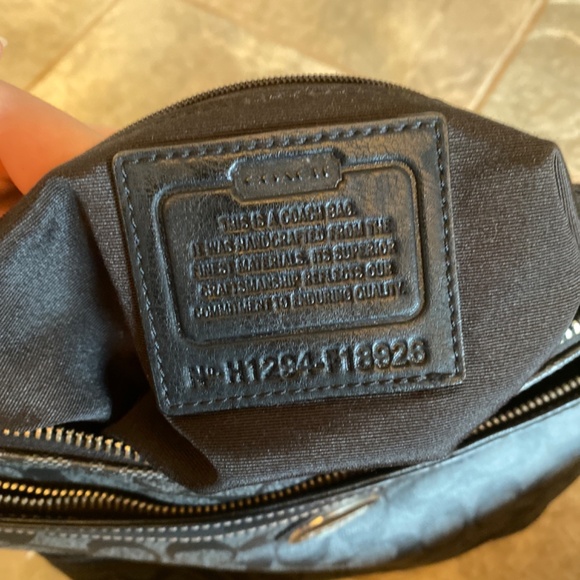 COACH
THIS IS A COACH BAG.
IT WAS HANDCRAFTED FROM THE
FINEST MATERIALS. ITS SUPERIOR
CRAFTSMANSHIP REFLECTS OUR
COMMITMENT TO ENDURING QUALITY.
No. H1294-F18926